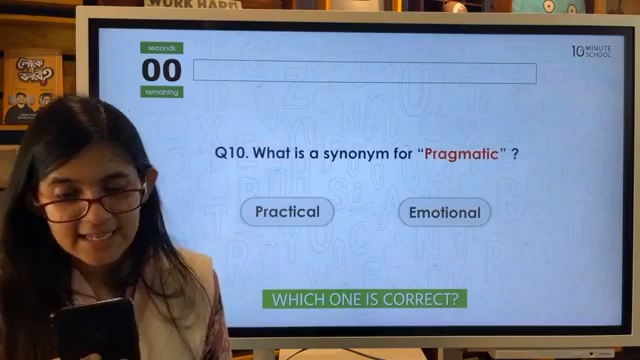 WORK HARD
seconds
00
remaining
10 MINUTE
SCHOOL
Q10. What is a synonym for “Pragmatic” ?
Practical
Emotional
WHICH ONE IS CORRECT?